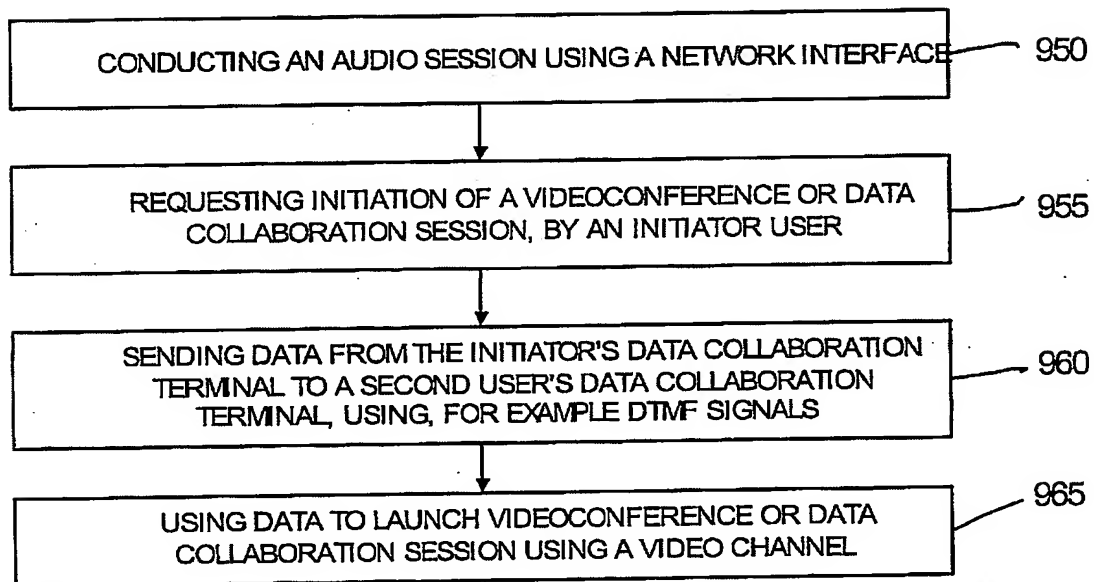 CONDUCTING AN AUDIO SESSION USING A NETWORK INTERFACE
950
REQUESTING INITIATION OF A VIDEOCONFERENCE OR DATA
COLLABORATION SESSION, BY AN INITIATOR USER
955
SENDING DATA FROM THE INITIATOR'S DATA COLLABORATION
TERMINAL TO A SECOND USER'S DATA COLLABORATION
TERMINAL, USING, FOR EXAMPLE DTMF SIGNALS
960
USING DATA TO LAUNCH VIDEOCONFERENCE OR DATA
COLLABORATION SESSION USING A VIDEO CHANNEL
965